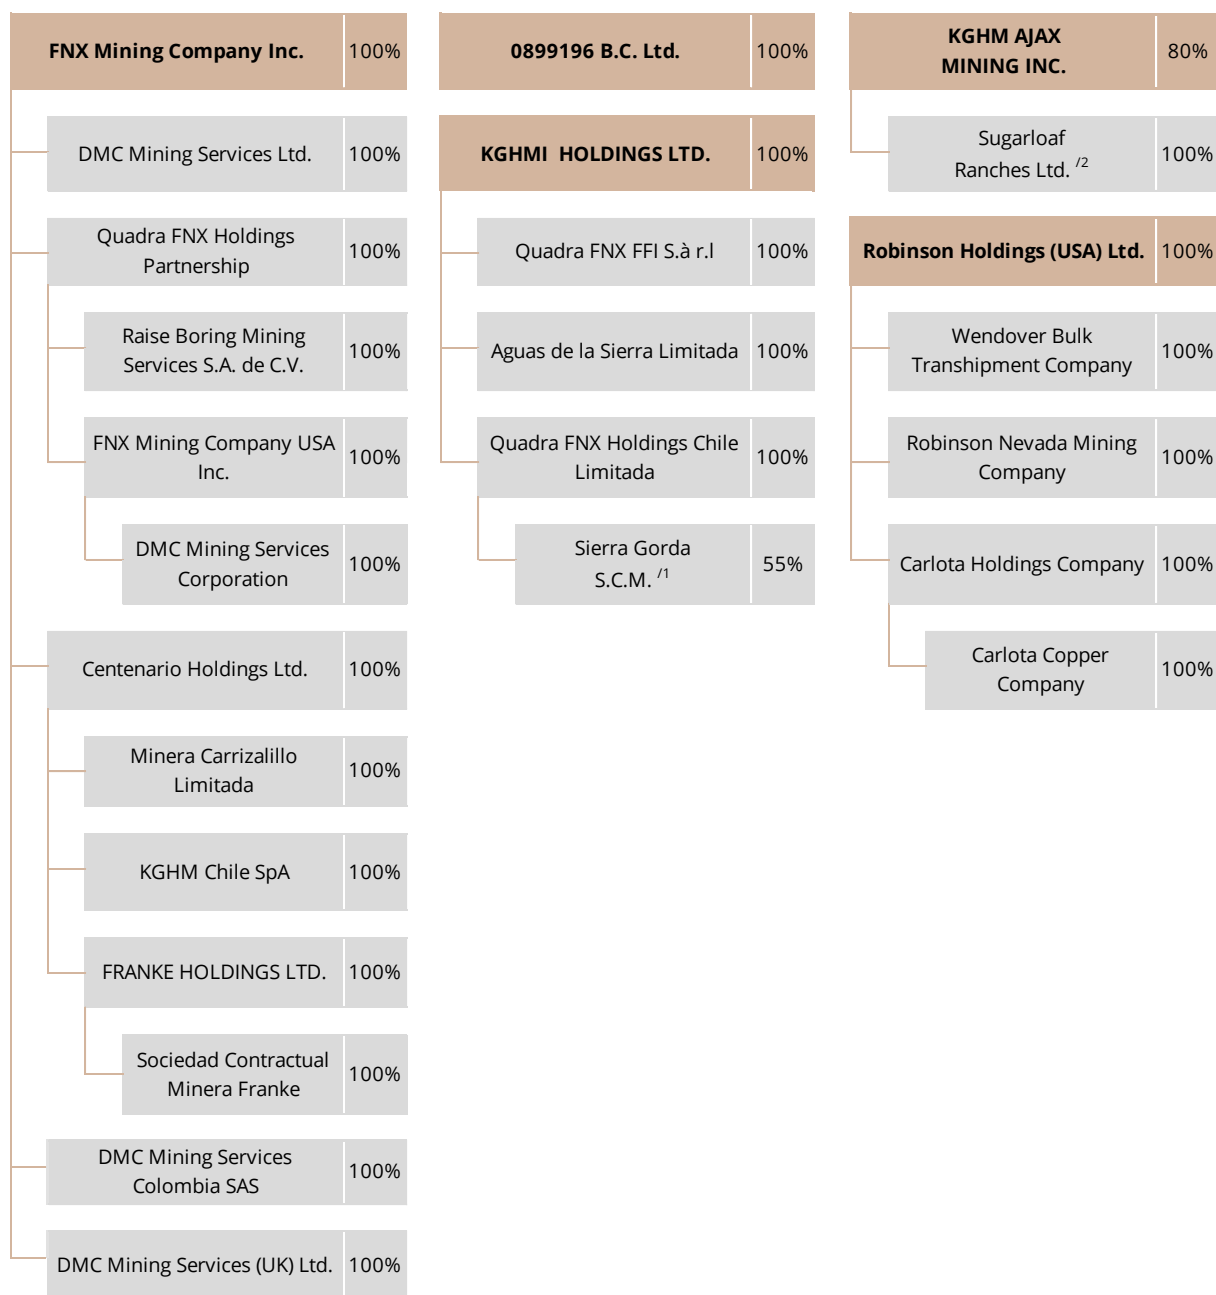 FNX Mining Company Inc. 100%
DMC Mining Services Ltd. 100%
Quadra FNX Holdings
Partnership
100%
Raise Boring Mining
Services S.A. de C.V.
100%
FNX Mining Company USA
Inc.
100%
DMC Mining Services
Corporation
100%
Centenario Holdings Ltd. 100%
Minera Carrizalillo
Limitada
100%
KGHM Chile SpA 100%
FRANKE HOLDINGS LTD. 100%
Sociedad Contractual
Minera Franke
100%
DMC Mining Services
Colombia SAS
100%
DMC Mining Services (UK) Ltd. 100%
0899196 B.C. Ltd. 100%
KGHMI HOLDINGS LTD. 100%
Quadra FNX FFI S.à r.l 100%
Aguas de la Sierra Limitada 100%
Quadra FNX Holdings Chile
Limitada
100%
Sierra Gorda
S.C.M. /1
55%
KGHM AJAX
MINING INC.
80%
Sugarloaf
Ranches Ltd. /2
100%
Robinson Holdings (USA) Ltd. 100%
Wendover Bulk
Transhipment Company
100%
Robinson Nevada Mining
Company
100%
Carlota Holdings Company 100%
Carlota Copper
Company
100%